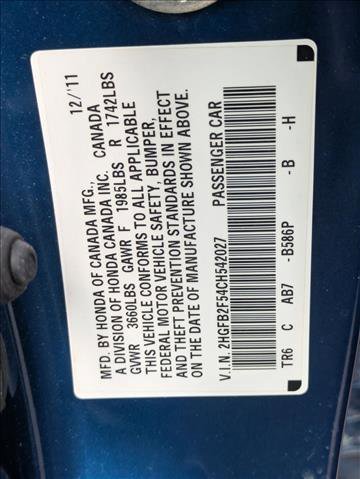 MFD. BY HONDA OF CANADA MFG., 12/'11
A DIVISION OF HONDA CANADA INC. CANADA
GVWR 3660LBS GAWR F 1985LBS R 1742LBS
THIS VEHICLE CONFORMS TO ALL APPLICABLE
FEDERAL MOTOR VEHICLE SAFETY, BUMPER,
AND THEFT PREVENTION STANDARDS IN EFFECT
ON THE DATE OF MANUFACTURE SHOWN ABOVE.
V.I.N. 2HGFB2F54CH542027 PASSENGER CAR
TR6 C AB7 -B586P -B -H